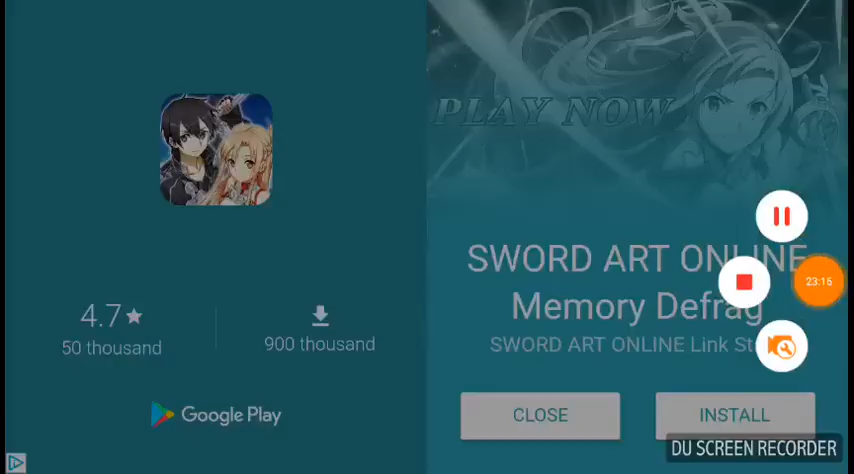 PLAY NOW
SWORD ART ONLINE
Memory Defrag
SWORD ART ONLINE Link
4.7
50 thousand
900 thousand
Google Play
CLOSE
INSTALL
23:15
DU SCREEN RECORDER